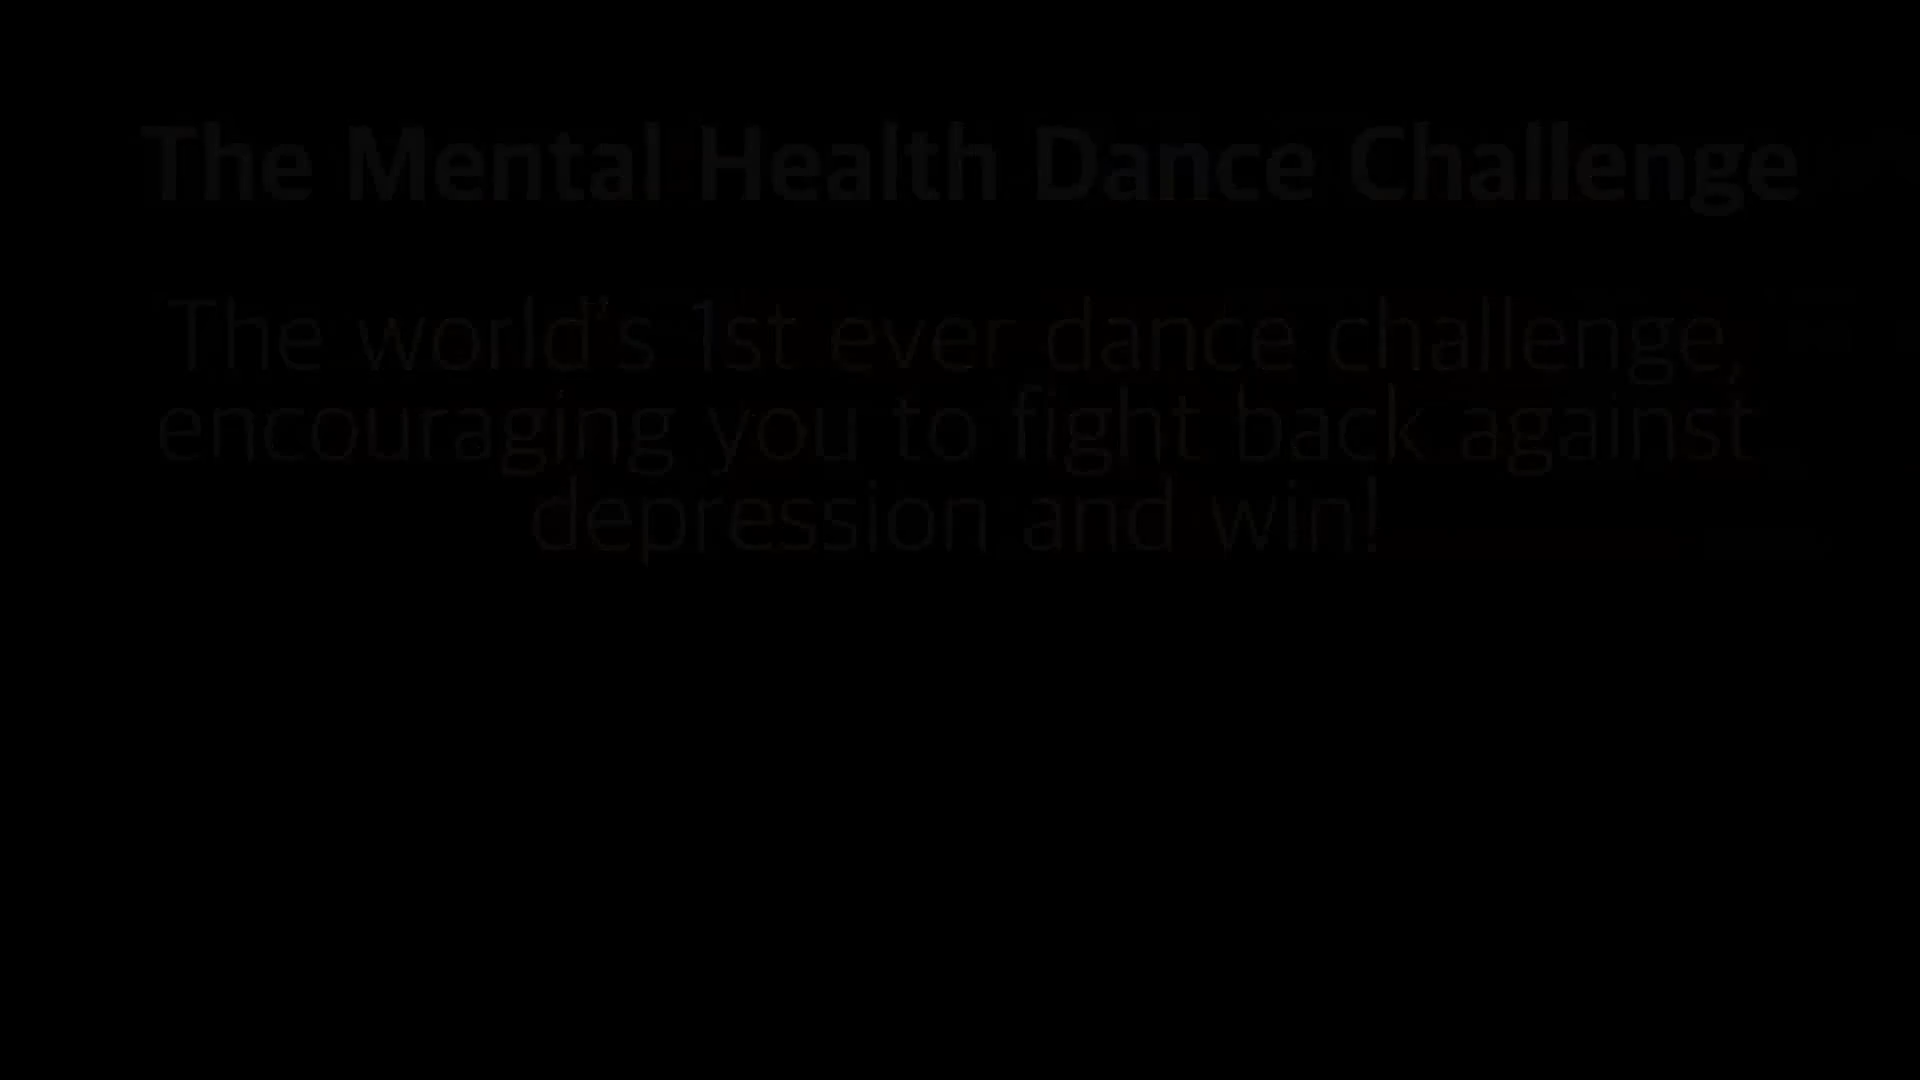 The Mental Health Dance Challenge
The world's 1st ever dance challenge,
encouraging you to fight back against
depression and win!